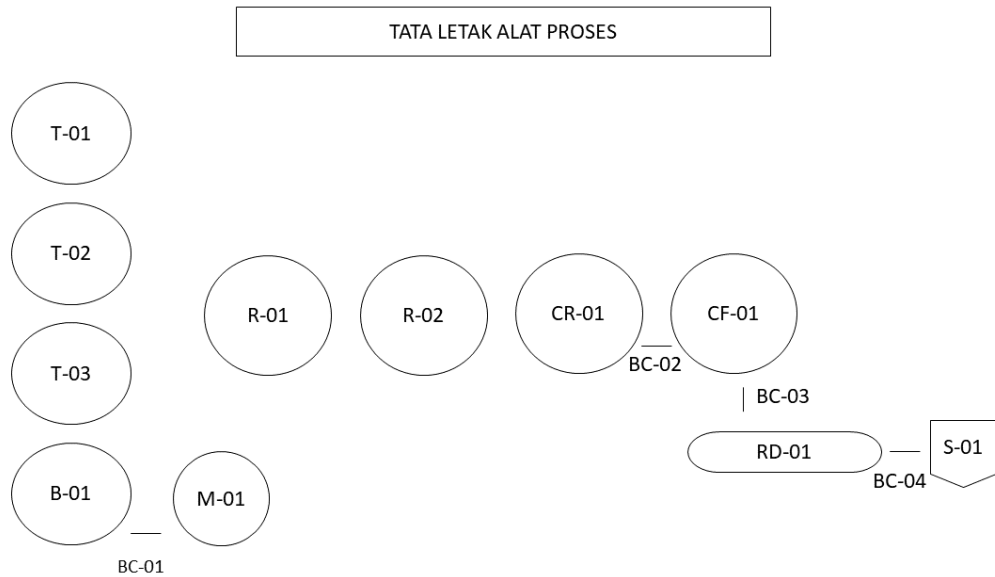 TATA LETAK ALAT PROSES
T-01
T-02
T-03
B-01
BC-01
M-01
R-01
R-02
CR-01
BC-02
CF-01
BC-03
RD-01
BC-04
S-01